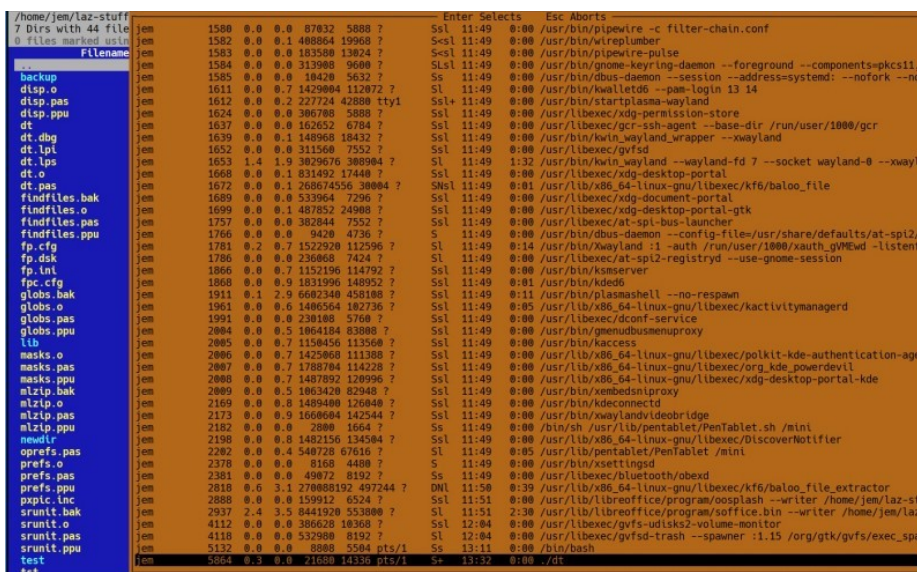 /home/jem/laz-stuff
7 Dirs with 44 file
0 files marked usin
Filename
..
backup
disp.o
disp.pas
disp.ppu
dt
dt.dbg
dt.lpi
dt.lps
dt.o
dt.pas
findfiles.bak
findfiles.o
findfiles.pas
findfiles.ppu
fp.cfg
fp.dsk
fp.ini
fpc.cfg
globs.bak
globs.o
globs.pas
globs.ppu
lib
masks.o
masks.pas
masks.ppu
mlzip.bak
mlzip.o
mlzip.pas
mlzip.ppu
newdir
oprefs.pas
prefs.o
prefs.pas
prefs.ppu
pxpic.inc
srunit.bak
srunit.o
srunit.pas
srunit.ppu
test
Enter Selects Esc Aborts
jem 1580 0.0 0.0 87032 5888 ? Ssl 11:49 0:00 /usr/bin/pipewire -c filter-chain.conf
jem 1582 0.0 0.1 408864 19968 ? S<sl 11:49 0:00 /usr/bin/wireplumber
jem 1583 0.0 0.0 183580 13024 ? S<sl 11:49 0:00 /usr/bin/pipewire-pulse
jem 1584 0.0 0.0 313908 9600 ? SLsl 11:49 0:00 /usr/bin/gnome-keyring-daemon --foreground --components=pkcs11,
jem 1585 0.0 0.0 10420 5632 ? Ss 11:49 0:00 /usr/bin/dbus-daemon --session --address=systemd: --nofork --no
jem 1611 0.0 0.7 1429004 112072 ? Sl 11:49 0:00 /usr/bin/kwalletd6 --pam-login 13 14
jem 1612 0.0 0.2 227724 42880 tty1 Ssl+ 11:49 0:00 /usr/bin/startplasma-wayland
jem 1624 0.0 0.0 306708 5888 ? Ssl 11:49 0:00 /usr/libexec/xdg-permission-store
jem 1637 0.0 0.0 162652 6784 ? Ssl 11:49 0:00 /usr/libexec/gcr-ssh-agent --base-dir /run/user/1000/gcr
jem 1639 0.0 0.1 148968 18432 ? Ssl 11:49 0:00 /usr/bin/kwin_wayland_wrapper --xwayland
jem 1652 0.0 0.0 311560 7552 ? Ssl 11:49 0:00 /usr/libexec/gvfsd
jem 1653 1.4 1.9 3029676 308904 ? Sl 11:49 1:32 /usr/bin/kwin_wayland --wayland-fd 7 --socket wayland-0 --xwayl
jem 1668 0.0 0.1 831492 17440 ? Ssl 11:49 0:00 /usr/libexec/xdg-desktop-portal
jem 1672 0.0 0.1 268674556 30004 ? SNsl 11:49 0:01 /usr/lib/x86_64-linux-gnu/libexec/kf6/baloo_file
jem 1689 0.0 0.0 533964 7296 ? Ssl 11:49 0:00 /usr/libexec/xdg-document-portal
jem 1699 0.0 0.1 487852 24908 ? Ssl 11:49 0:00 /usr/libexec/xdg-desktop-portal-gtk
jem 1757 0.0 0.0 382844 7552 ? Ssl 11:49 0:00 /usr/libexec/at-spi-bus-launcher
jem 1766 0.0 0.0 9420 4736 ? S 11:49 0:00 /usr/bin/dbus-daemon --config-file=/usr/share/defaults/at-spi2/
jem 1781 0.2 0.7 1522920 112596 ? Sl 11:49 0:14 /usr/bin/Xwayland :1 -auth /run/user/1000/xauth_gVMEwd -listenf
jem 1786 0.0 0.0 236068 7424 ? Sl 11:49 0:00 /usr/libexec/at-spi2-registryd --use-gnome-session
jem 1866 0.0 0.7 1152196 114792 ? Ssl 11:49 0:00 /usr/bin/ksmserver
jem 1868 0.0 0.9 1831996 148952 ? Ssl 11:49 0:01 /usr/bin/kded6
jem 1911 0.1 2.9 6602340 458108 ? Ssl 11:49 0:11 /usr/bin/plasmashell --no-respawn
jem 1961 0.0 0.6 1406564 102736 ? Ssl 11:49 0:05 /usr/lib/x86_64-linux-gnu/libexec/kactivitymanagerd
jem 1991 0.0 0.0 230108 5760 ? Ssl 11:49 0:00 /usr/libexec/dconf-service
jem 2004 0.0 0.5 1064184 83808 ? Ssl 11:49 0:00 /usr/bin/gmenudbusmenuproxy
jem 2005 0.0 0.7 1150456 113560 ? Ssl 11:49 0:00 /usr/bin/kaccess
jem 2006 0.0 0.7 1425068 111388 ? Ssl 11:49 0:00 /usr/lib/x86_64-linux-gnu/libexec/polkit-kde-authentication-age
jem 2007 0.0 0.7 1788704 114228 ? Ssl 11:49 0:00 /usr/lib/x86_64-linux-gnu/libexec/org_kde_powerdevil
jem 2008 0.0 0.7 1487892 120996 ? Ssl 11:49 0:00 /usr/lib/x86_64-linux-gnu/libexec/xdg-desktop-portal-kde
jem 2009 0.0 0.5 1063420 82948 ? Ssl 11:49 0:00 /usr/bin/xembedsniproxy
jem 2169 0.0 0.8 1489400 126040 ? Ssl 11:49 0:00 /usr/bin/kdeconnectd
jem 2173 0.0 0.9 1660604 142544 ? Ssl 11:49 0:00 /usr/bin/xwaylandvideobridge
jem 2182 0.0 0.0 2800 1664 ? Ss 11:49 0:00 /bin/sh /usr/lib/pentablet/PenTablet.sh /mini
jem 2198 0.0 0.8 1482156 134504 ? Ssl 11:49 0:00 /usr/lib/x86_64-linux-gnu/libexec/DiscoverNotifier
jem 2202 0.0 0.4 540728 67616 ? Sl 11:49 0:05 /usr/lib/pentablet/PenTablet /mini
jem 2378 0.0 0.0 8168 4480 ? S 11:49 0:00 /usr/bin/xsettingsd
jem 2381 0.0 0.0 49072 8192 ? Ss 11:49 0:00 /usr/libexec/bluetooth/obexd
jem 2818 0.6 3.1 270088192 497244 ? DNl 11:50 0:39 /usr/lib/x86_64-linux-gnu/libexec/kf6/baloo_file_extractor
jem 2888 0.0 0.0 159912 6524 ? Ssl 11:51 0:00 /usr/lib/libreoffice/program/oosplash --writer /home/jem/laz-st
jem 2937 2.4 3.5 8441920 553800 ? Sl 11:51 2:30 /usr/lib/libreoffice/program/soffice.bin --writer /home/jem/laz
jem 4112 0.0 0.0 386628 10368 ? Ssl 12:04 0:00 /usr/libexec/gvfs-udisks2-volume-monitor
jem 4118 0.0 0.0 532980 8192 ? Sl 12:04 0:00 /usr/libexec/gvfsd-trash --spawner :1.15 /org/gtk/gvfs/exec_spa
jem 5132 0.0 0.0 8808 5504 pts/1 Ss 13:11 0:00 /bin/bash
jem 5864 0.3 0.0 21680 14336 pts/1 S+ 13:32 0:00 ./dt